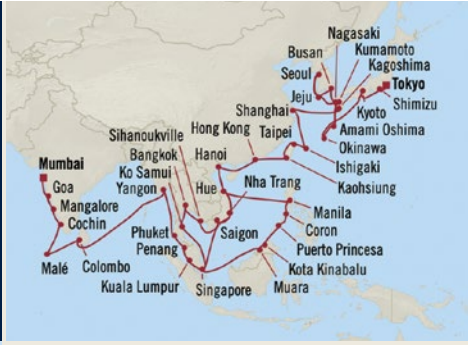 Nagasaki
Busan
Kumamoto
Seoul
Kagoshima
Tokyo
Jeju
Shimizu
Shanghai
Kyoto
Amami Oshima
Hong Kong
Taipei
Sihanoukville
Okinawa
Bangkok
Hanoi
Ishigaki
Mumbai
Ko Samui
Kaohsiung
Yangon
Hue
Nha Trang
Goa
Mangalore
Manila
Cochin
Saigon
Coron
Phuket
Penang
Puerto Princesa
Malé
Colombo
Kota Kinabalu
Kuala Lumpur
Singapore
Muara